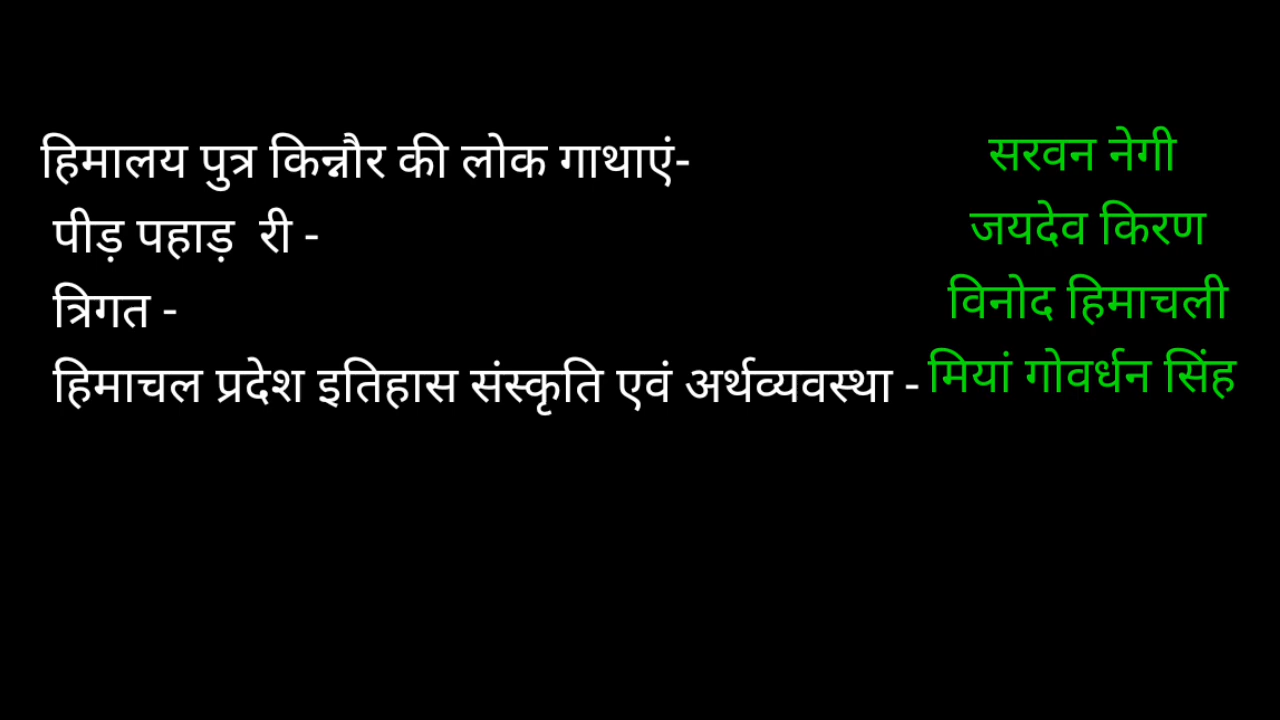 हिमालय पुत्र किन्नौर की लोक गाथाएं- सरवन नेगी
पीड़ पहाड़ री - जयदेव किरण
त्रिगत - विनोद हिमाचली
हिमाचल प्रदेश इतिहास संस्कृति एवं अर्थव्यवस्था - मियां गोवर्धन सिंह